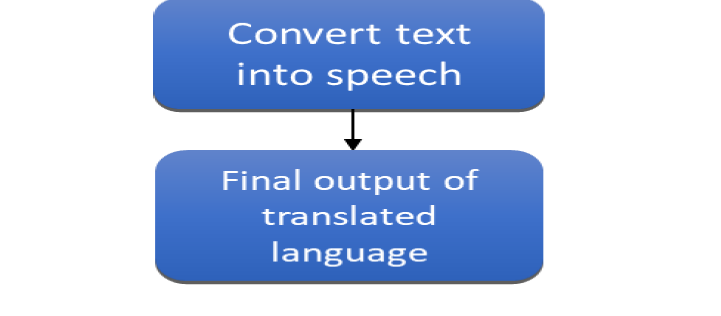 Convert text
into speech
Final output of
translated
language